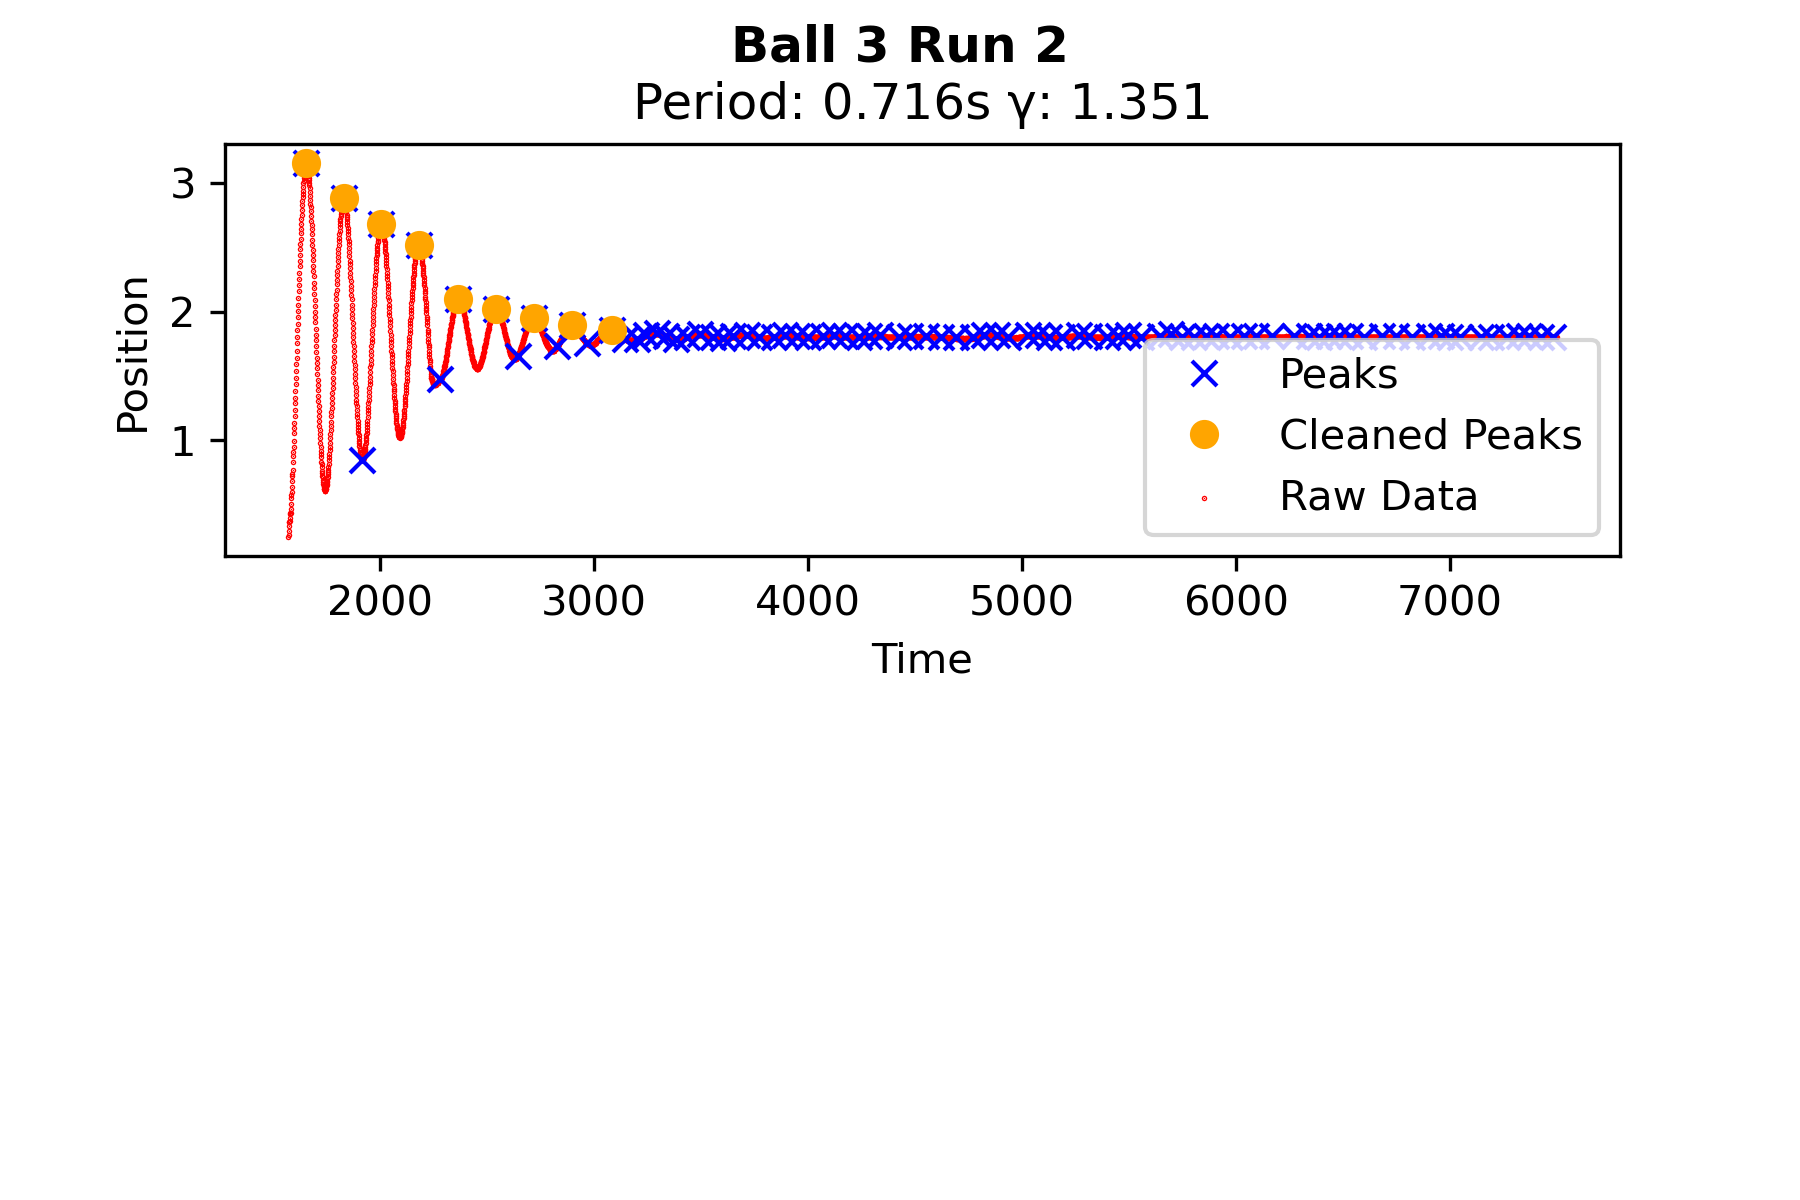 Ball 3 Run 2
Period: 0.716s γ: 1.351
3
2
1
Position
2000 3000 4000 5000 6000 7000
Time
Peaks
Cleaned Peaks
Raw Data